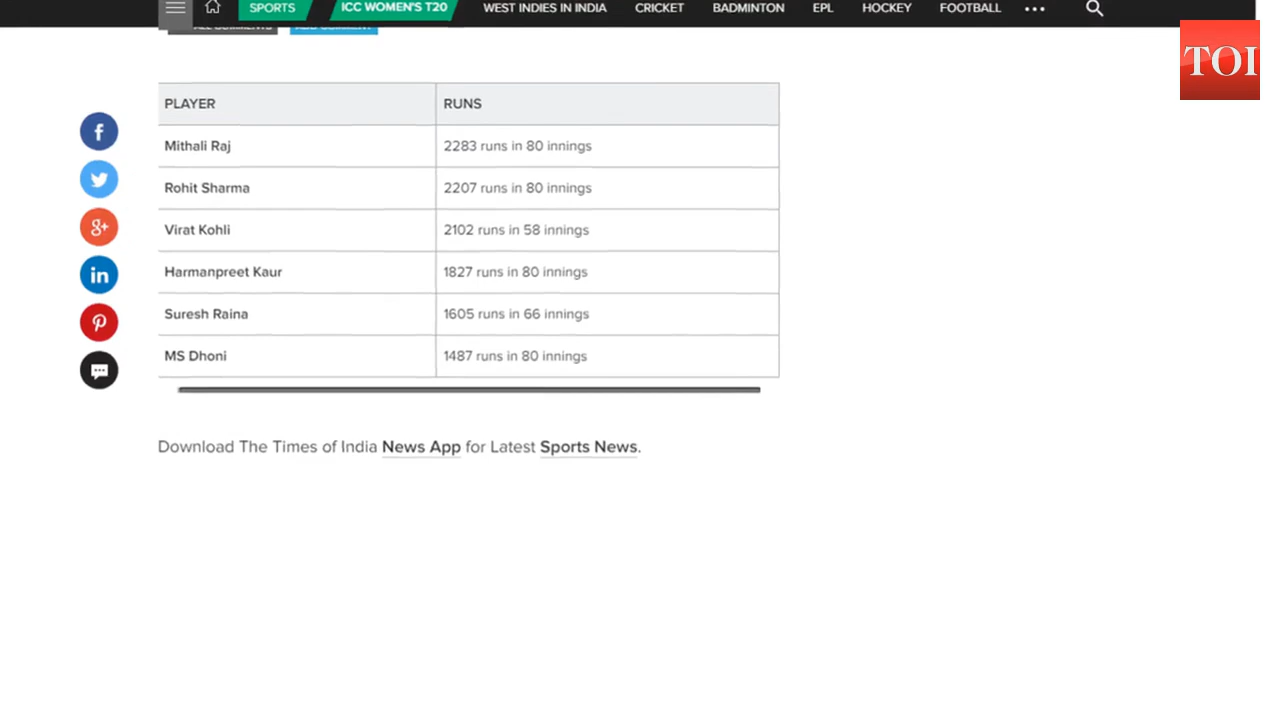 SPORTS ICC WOMEN'S T20 WEST INDIES IN INDIA CRICKET BADMINTON EPL HOCKEY FOOTBALL
TOI
PLAYER RUNS
Mithali Raj 2283 runs in 80 innings
Rohit Sharma 2207 runs in 80 innings
Virat Kohli 2102 runs in 58 innings
Harmanpreet Kaur 1827 runs in 80 innings
Suresh Raina 1605 runs in 66 innings
MS Dhoni 1487 runs in 80 innings
f
g+
in
Download The Times of India News App for Latest Sports News.